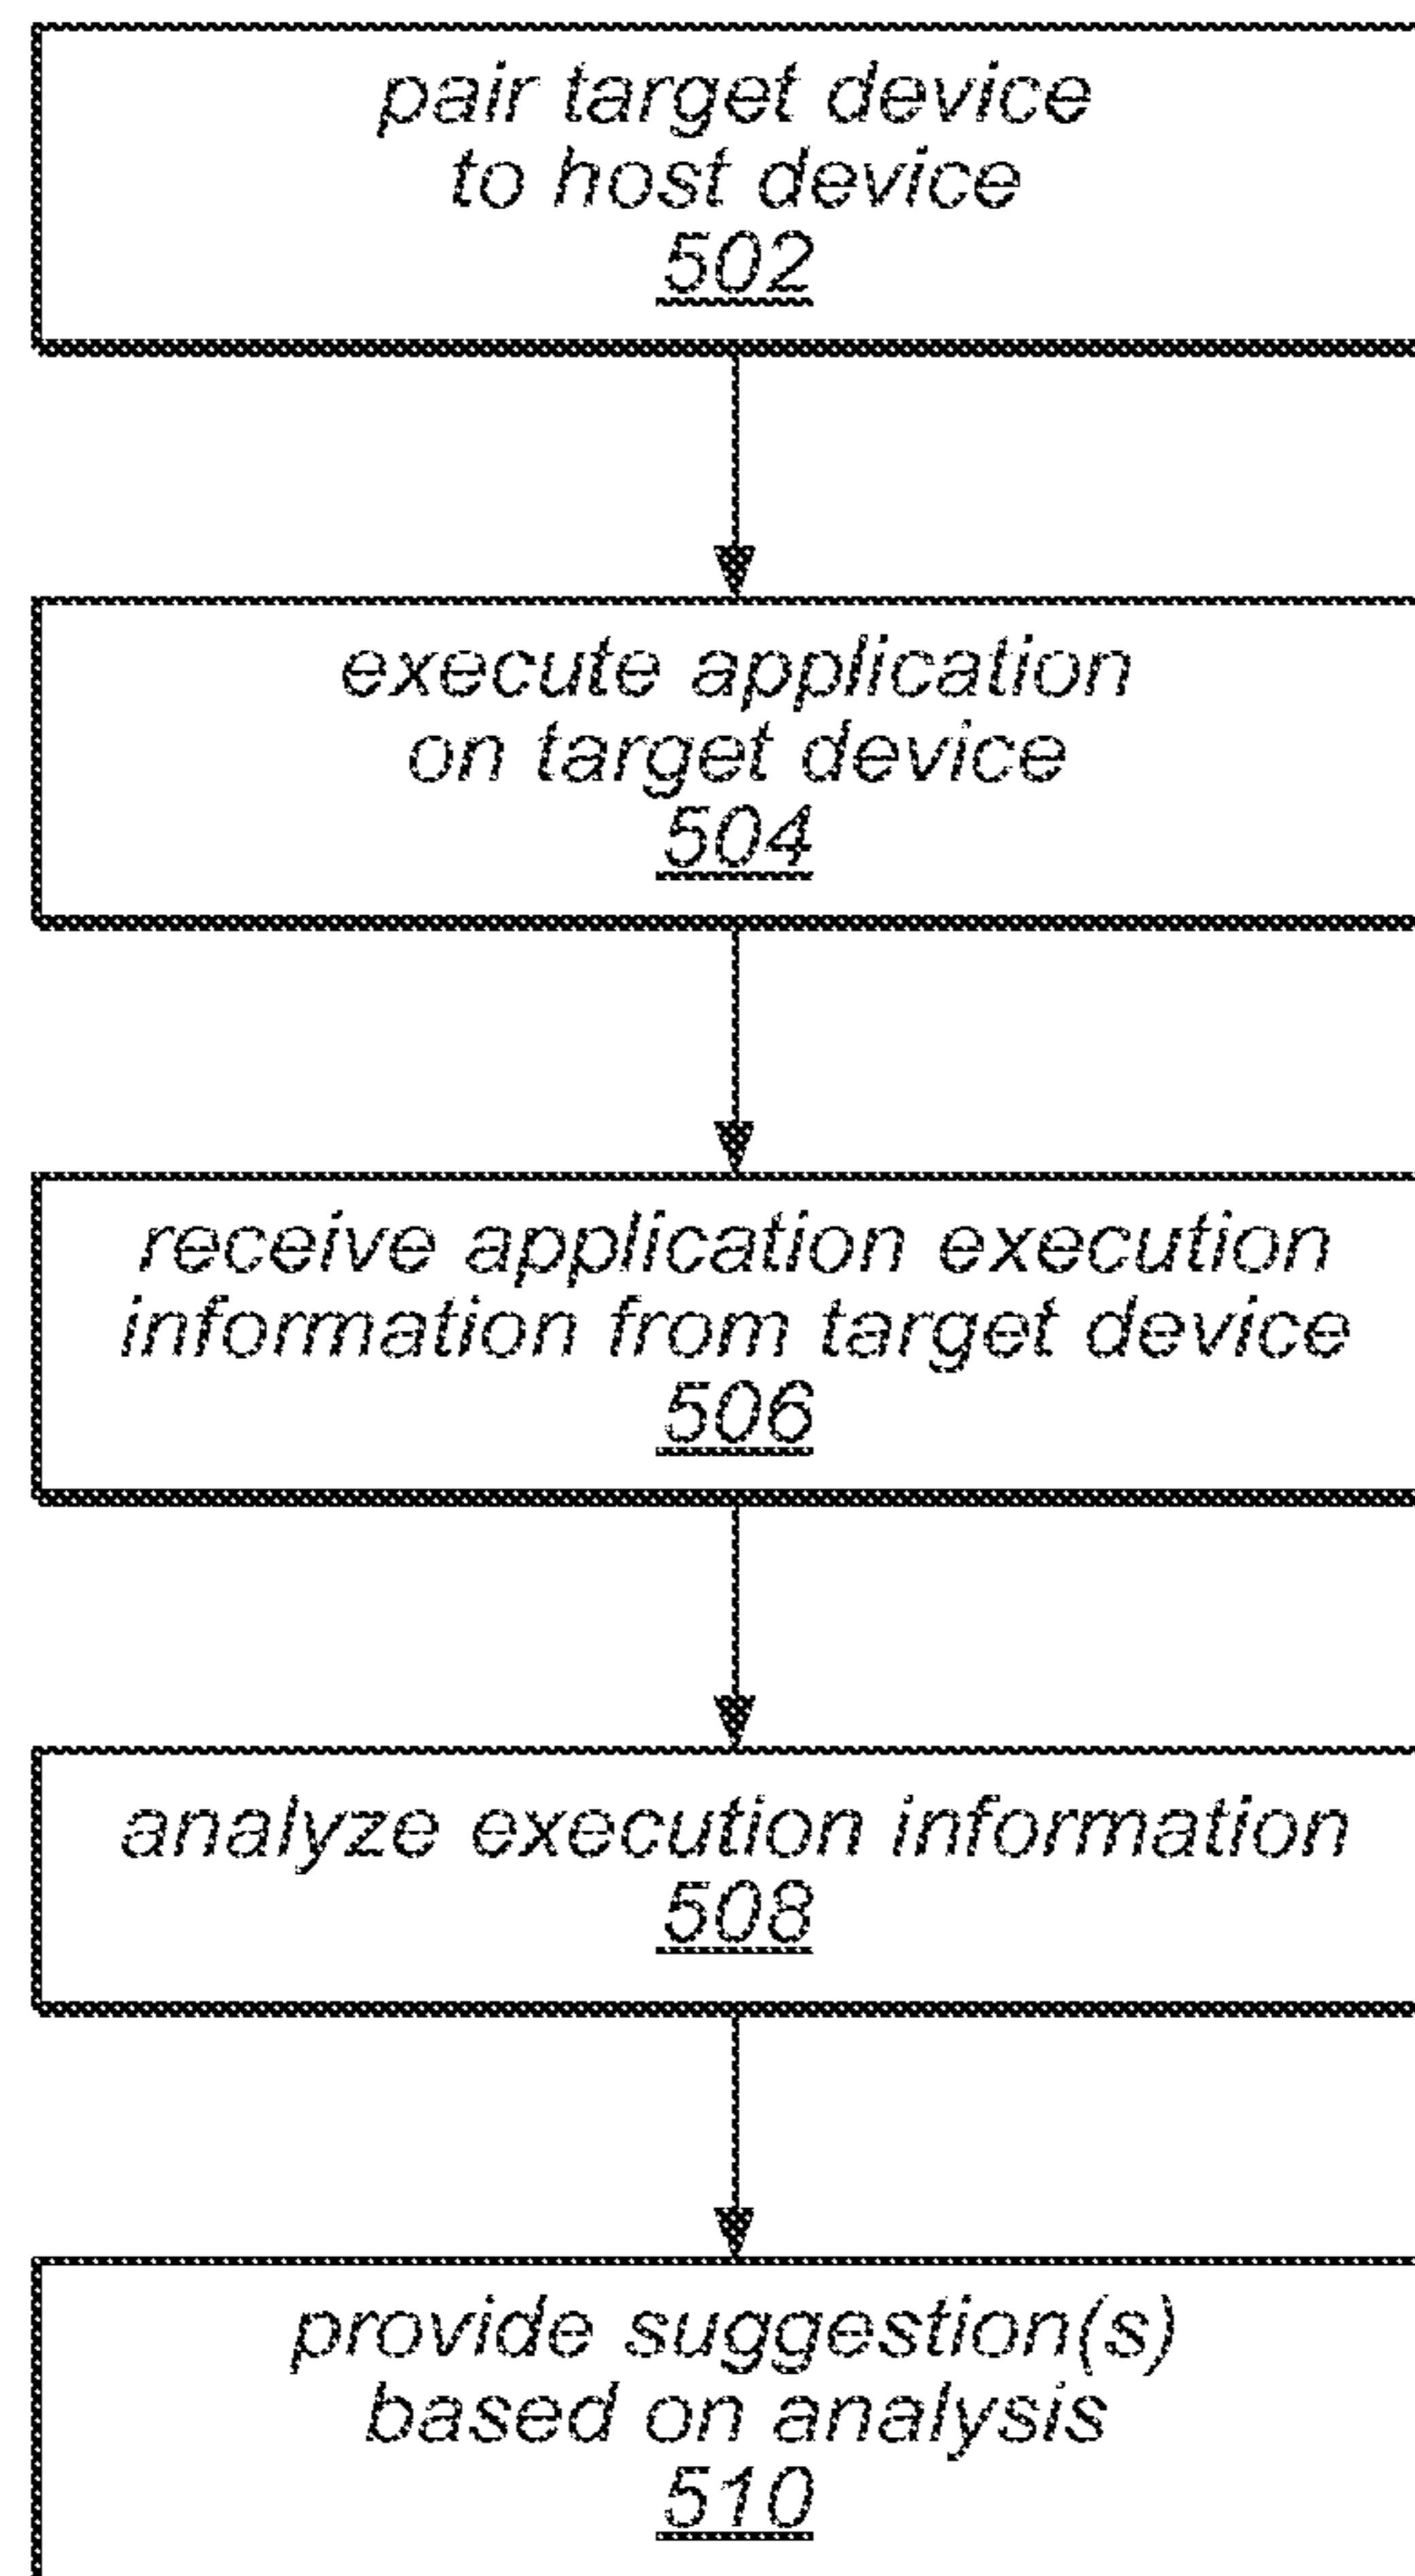 pair target device
to host device
502
execute application
on target device
504
receive application execution
information from target device
506
analyze execution information
508
provide suggestion(s)
based on analysis
510